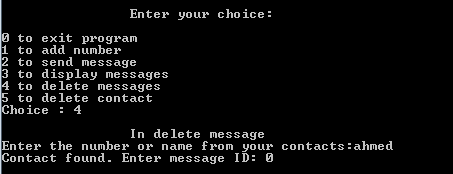 Enter your choice:
0 to exit program
1 to add number
2 to send message
3 to display messages
4 to delete messages
5 to delete contact
Choice : 4
In delete message
Enter the number or name from your contacts:ahmed
Contact found. Enter message ID: 0